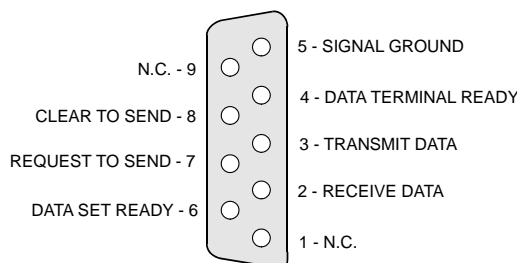 5 - SIGNAL GROUND
N.C. - 9
4 - DATA TERMINAL READY
CLEAR TO SEND - 8
3 - TRANSMIT DATA
REQUEST TO SEND - 7
2 - RECEIVE DATA
DATA SET READY - 6
1 - N.C.